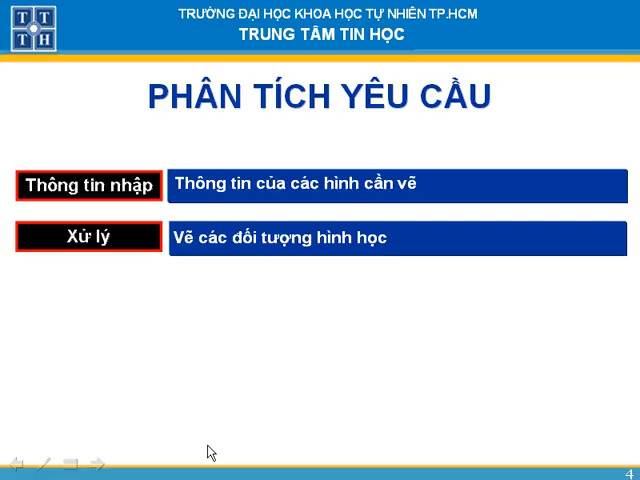 TRƯỜNG ĐẠI HỌC KHOA HỌC TỰ NHIÊN TP.HCM
TRUNG TÂM TIN HỌC
T T
T H
PHÂN TÍCH YÊU CẦU
Thông tin nhập Thông tin của các hình cần vẽ
Xử lý Vẽ các đối tượng hình học
4